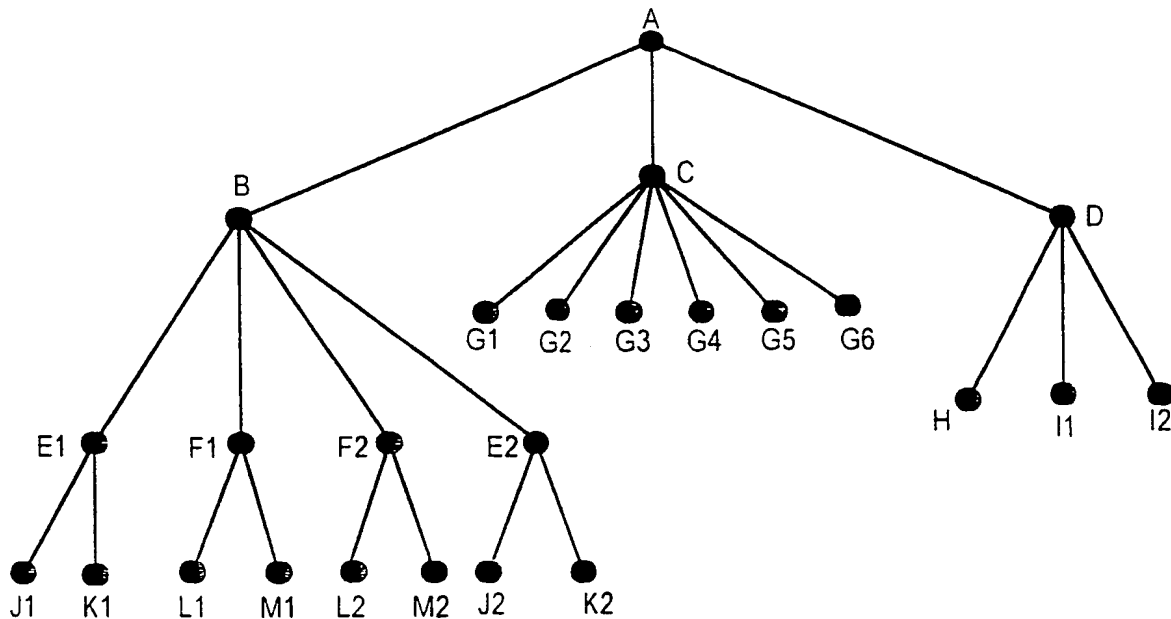 A
B
C
D
G1 G2 G3 G4 G5 G6
H I1 I2
E1 F1 F2 E2
J1 K1 L1 M1 L2 M2 J2 K2